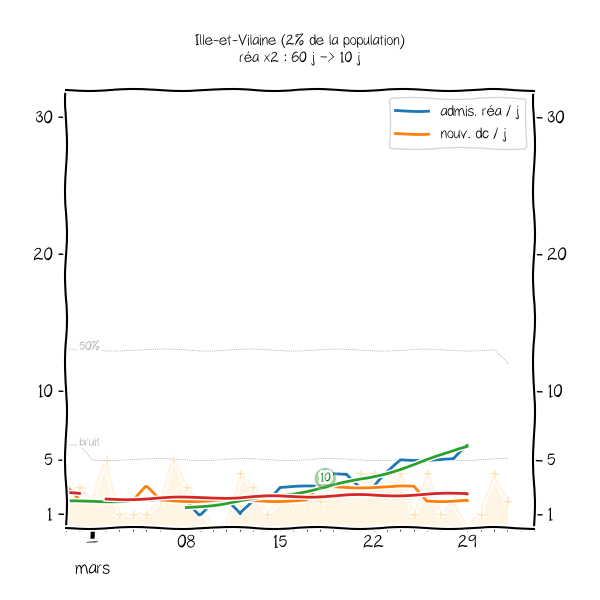 Ille-et-Vilaine (2% de la population)
réa x2 : 60 j -> 10 j
admis. réa / j
nouv. dc / j
30
30
20
20
50%
10
10
bruit
5
5
10
1
1
1
08
15
22
29
mars